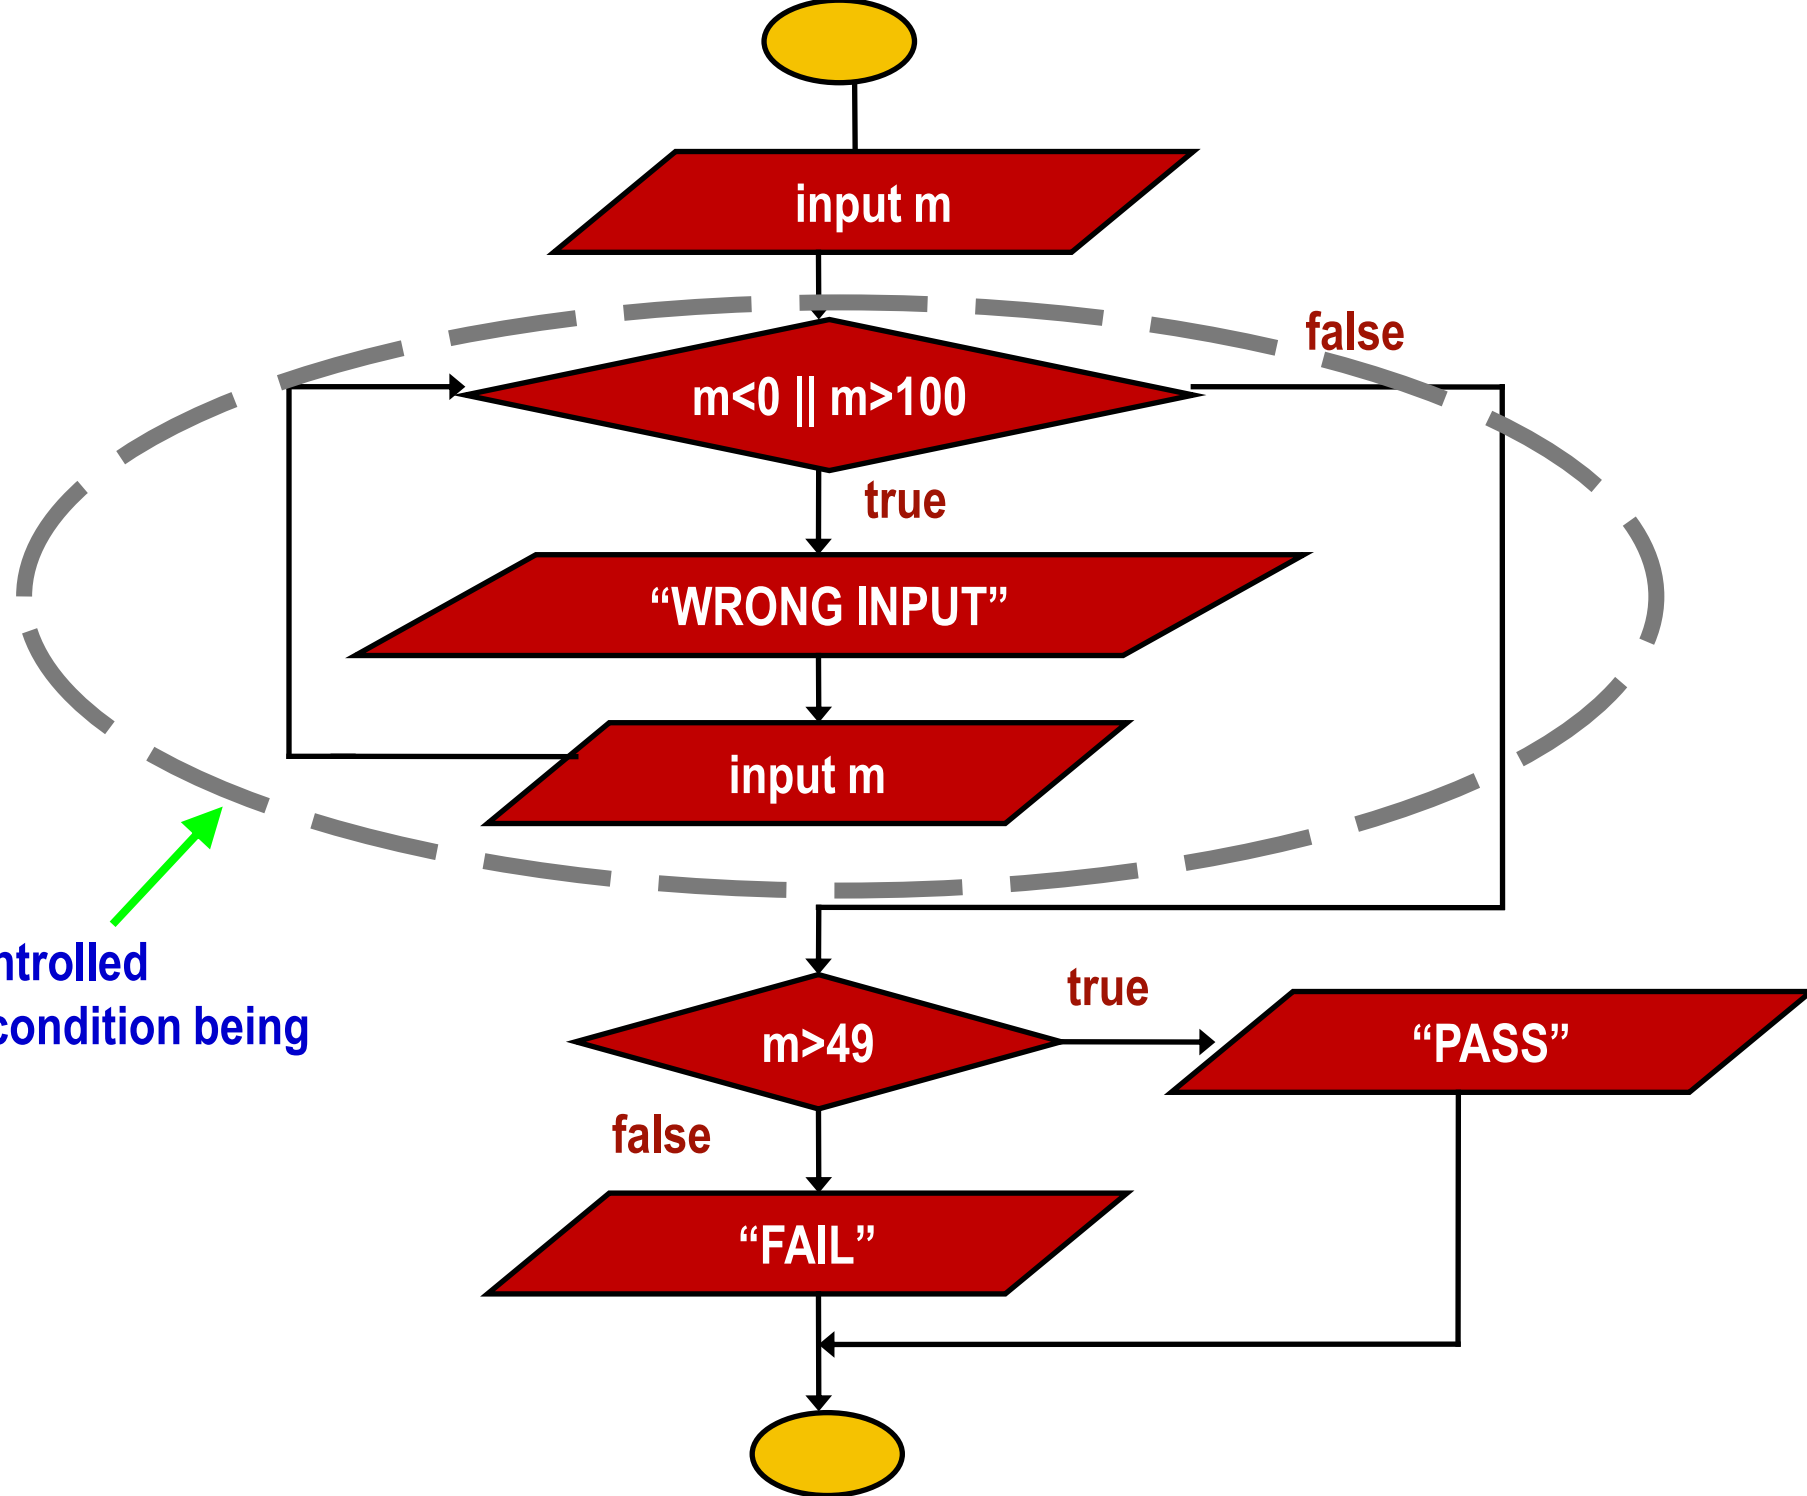 input m
false
m<0 || m>100
true
“WRONG INPUT”
input m
ntrolled
condition being
true
m>49
“PASS”
false
“FAIL”